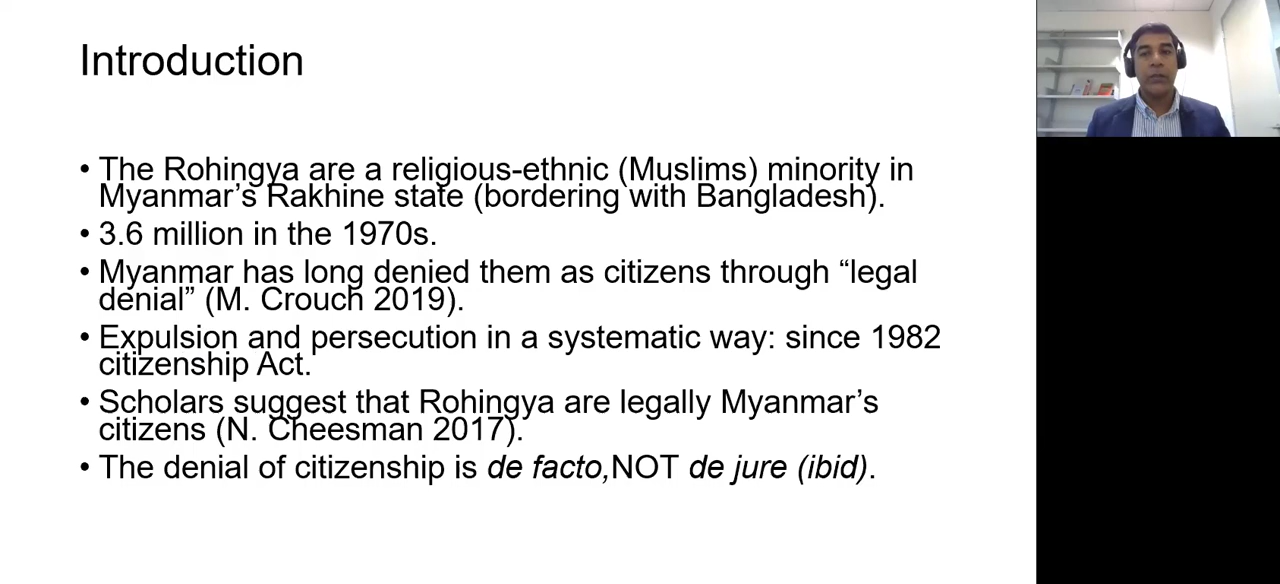 Introduction
• The Rohingya are a religious-ethnic (Muslims) minority in
Myanmar’s Rakhine state (bordering with Bangladesh).
• 3.6 million in the 1970s.
• Myanmar has long denied them as citizens through “legal
denial” (M. Crouch 2019).
• Expulsion and persecution in a systematic way: since 1982
citizenship Act.
• Scholars suggest that Rohingya are legally Myanmar’s
citizens (N. Cheesman 2017).
• The denial of citizenship is de facto,NOT de jure (ibid).